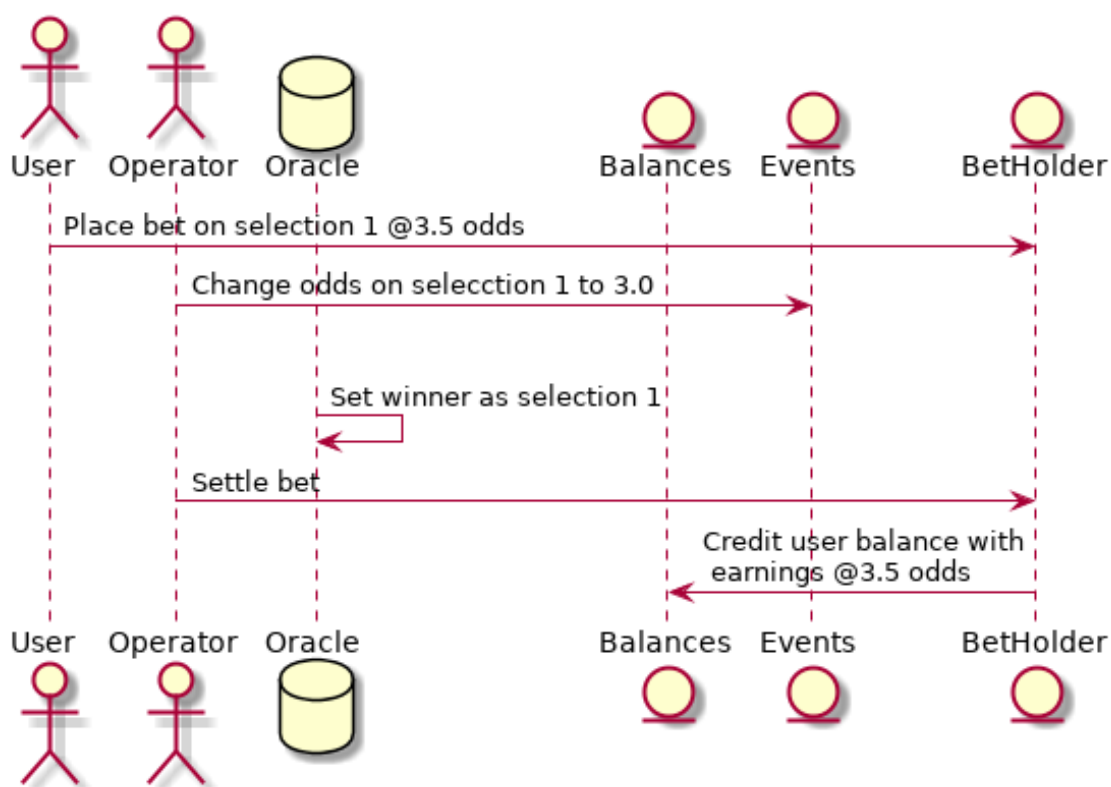 User Operator Oracle Balances Events BetHolder
Place bet on selection 1 @3.5 odds
Change odds on selecction 1 to 3.0
Set winner as selection 1
Settle bet
Credit user balance with
earnings @3.5 odds
User Operator Oracle Balances Events BetHolder